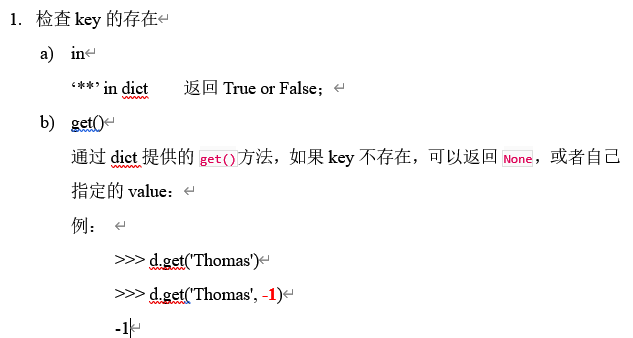 1. 检查 key 的存在
a) in
‘**’ in dict 返回 True or False；
b) get()
通过 dict 提供的 get()方法，如果 key 不存在，可以返回 None，或者自己
指定的 value：
例：
>>> d.get('Thomas')
>>> d.get('Thomas', -1)
-1